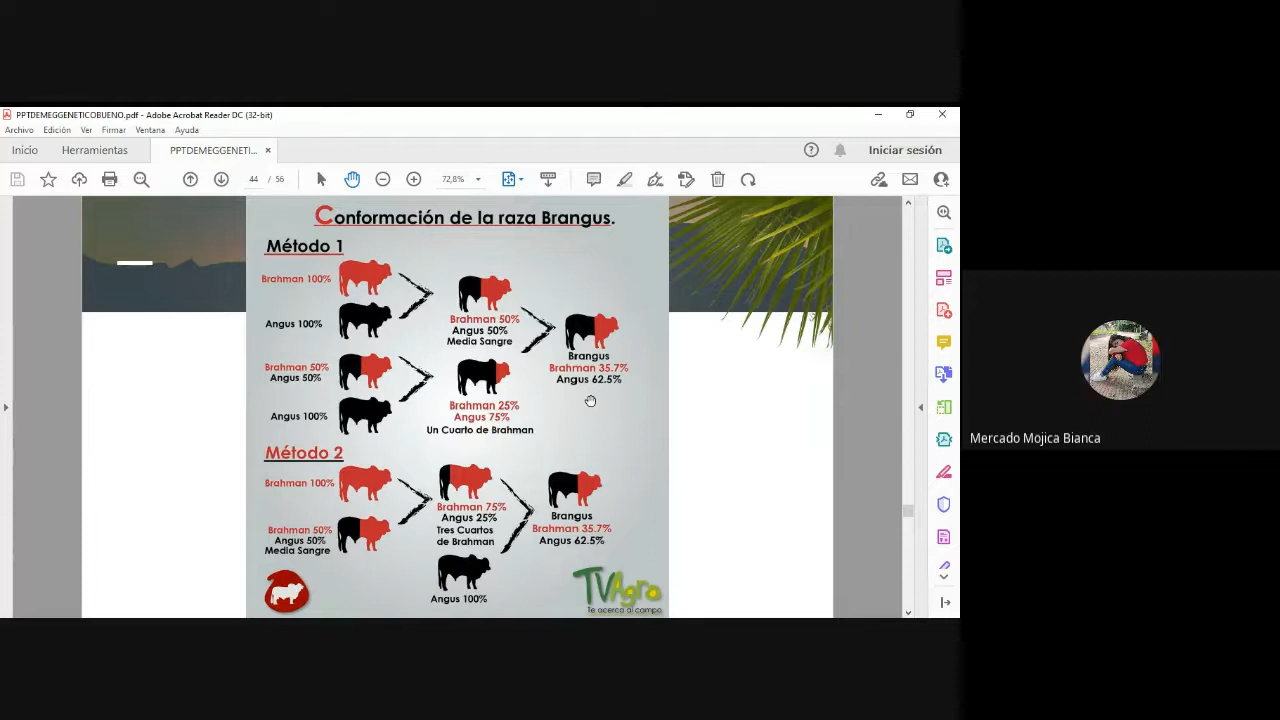 PPTDEMEGGENETICOBUENO.pdf - Adobe Acrobat Reader DC (32-bit)
Archivo Edición Ver Firmar Ventana Ayuda
Inicio Herramientas PPTDEMEGGENETI... × Iniciar sesión
44 / 56 72,8%
Conformación de la raza Brangus.
Método 1
Brahman 100%
Angus 100%
Brahman 50%
Angus 50%
Media Sangre
Brahman 50%
Angus 50%
Angus 100%
Brahman 25%
Angus 75%
Un Cuarto de Brahman
Brangus
Brahman 35.7%
Angus 62.5%
Método 2
Brahman 100%
Brahman 50%
Angus 50%
Media Sangre
Brahman 75%
Angus 25%
Tres Cuartos
de Brahman
Angus 100%
Brangus
Brahman 35.7%
Angus 62.5%
TVAgro
Te acerca al campo
Mercado Mojica Bianca